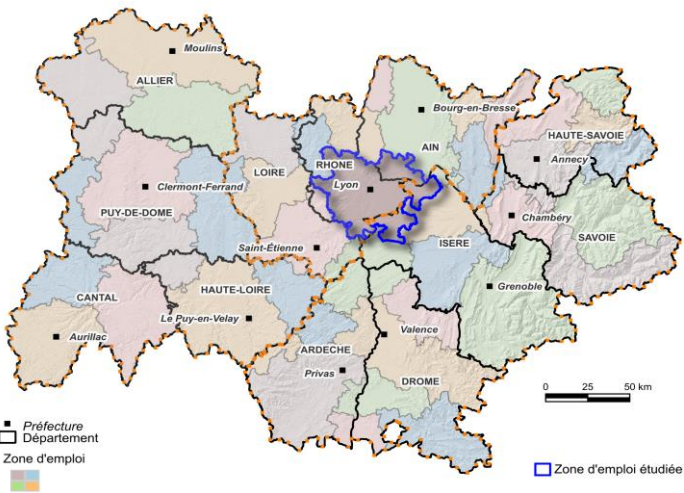 Moulins
ALLIER
Bourg-en-Bresse
AIN
HAUTE-SAVOIE
Annecy
LOIRE
RHONE
Lyon
Clermont-Ferrand
PUY-DE-DOME
Chambéry
SAVOIE
Saint-Étienne
ISERE
Grenoble
CANTAL
HAUTE-LOIRE
Le Puy-en-Velay
Aurillac
Valence
ARDECHE
Privas
DROME
0 25 50 km
Préfecture
Département
Zone d'emploi
Zone d'emploi étudiée